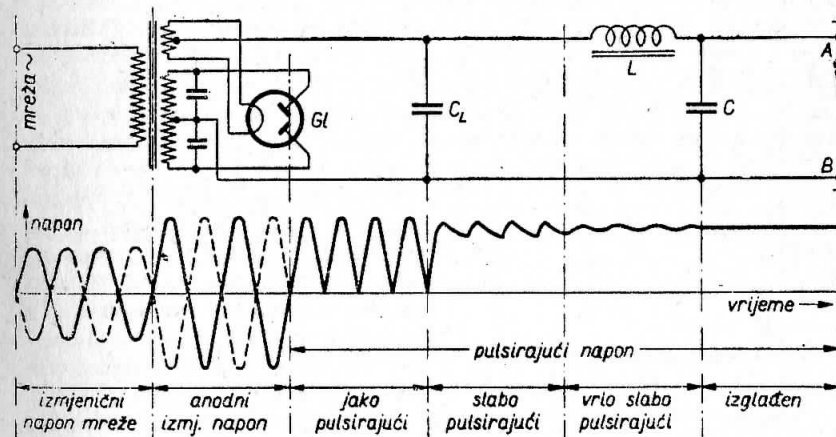 mreža ~
Gl
C_L
L
C
A
B
napon
vrijeme
pulsirajući napon
izmjenični
napon mreže
anodni
izmj. napon
jako
pulsirajući
slabo
pulsirajući
vrlo slabo
pulsirajući
izglađen